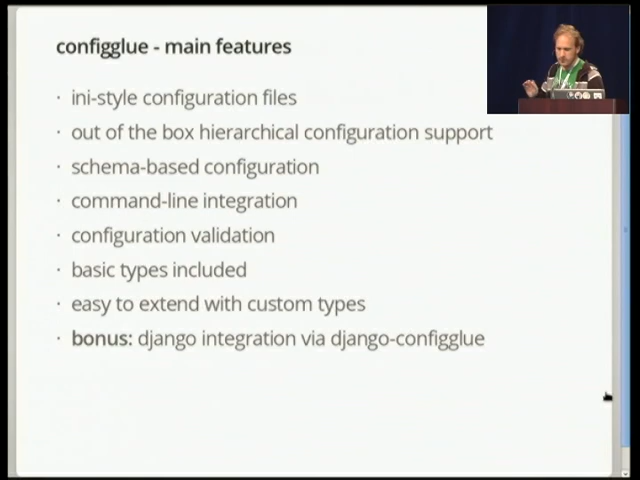 configglue - main features
· ini-style configuration files
· out of the box hierarchical configuration support
· schema-based configuration
· command-line integration
· configuration validation
· basic types included
· easy to extend with custom types
· bonus: django integration via django-configglue